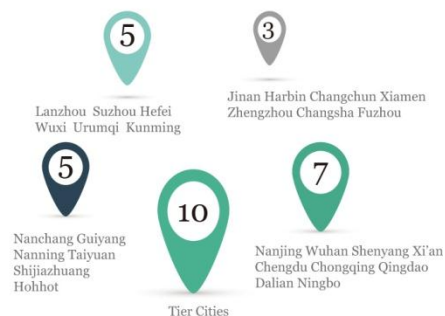 5
Lanzhou Suzhou Hefei
Wuxi Urumqi Kunming
3
Jinan Harbin Changchun Xiamen
Zhengzhou Changsha Fuzhou
5
Nanchang Guiyang
Nanning Taiyuan
Shijiazhuang
Hohhot
10
Tier Cities
7
Nanjing Wuhan Shenyang Xi'an
Chengdu Chongqing Qingdao
Dalian Ningbo